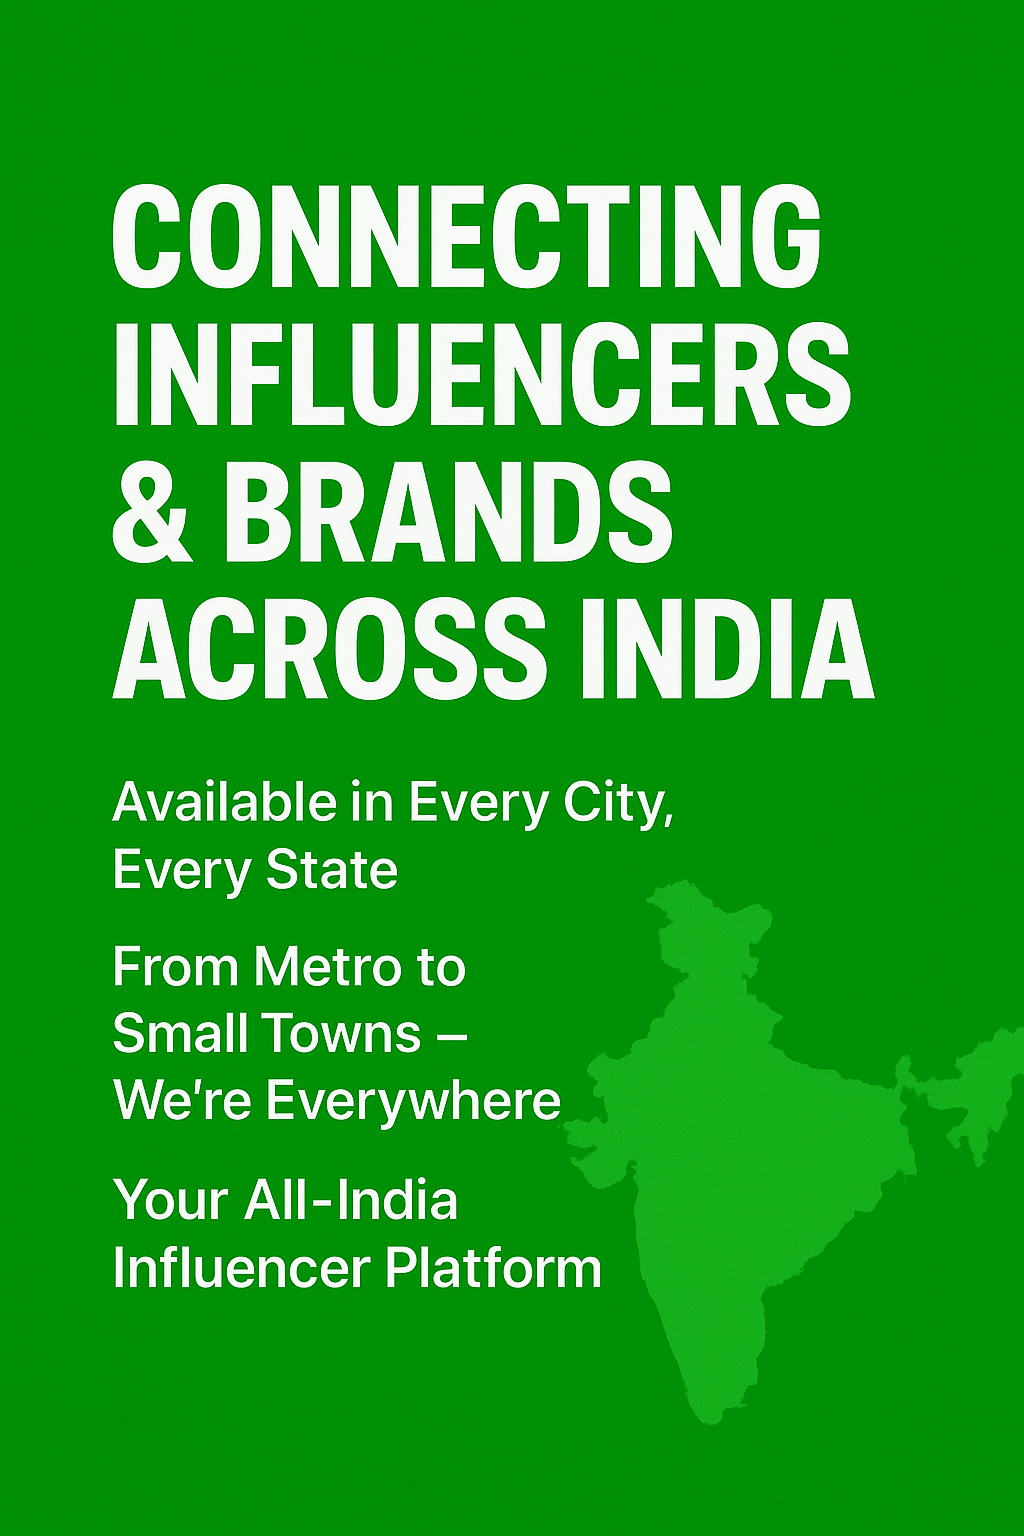 CONNECTING
INFLUENCERS
& BRANDS
ACROSS INDIA
Available in Every City,
Every State
From Metro to
Small Towns –
We're Everywhere
Your All-India
Influencer Platform